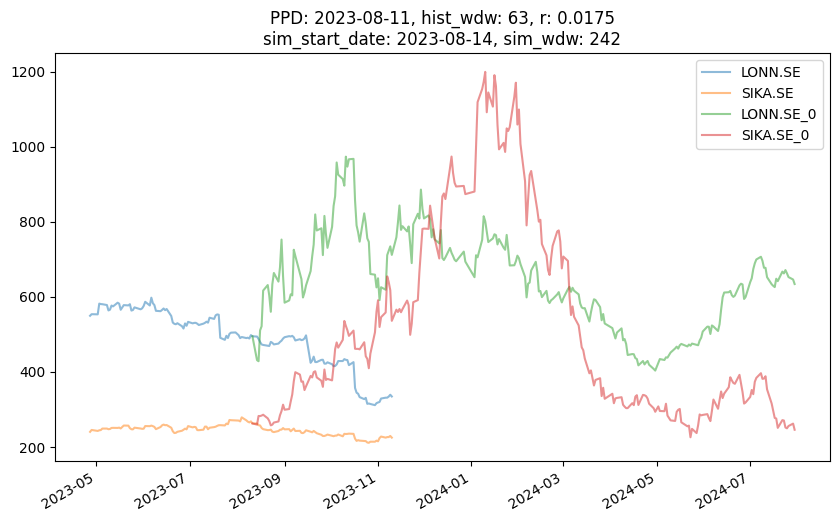 PPD: 2023-08-11, hist_wdw: 63, r: 0.0175
sim_start_date: 2023-08-14, sim_wdw: 242
1200
1000
800
600
400
200
LONN.SE
SIKA.SE
LONN.SE_0
SIKA.SE_0
2023-05
2023-07
2023-09
2023-11
2024-01
2024-03
2024-05
2024-07